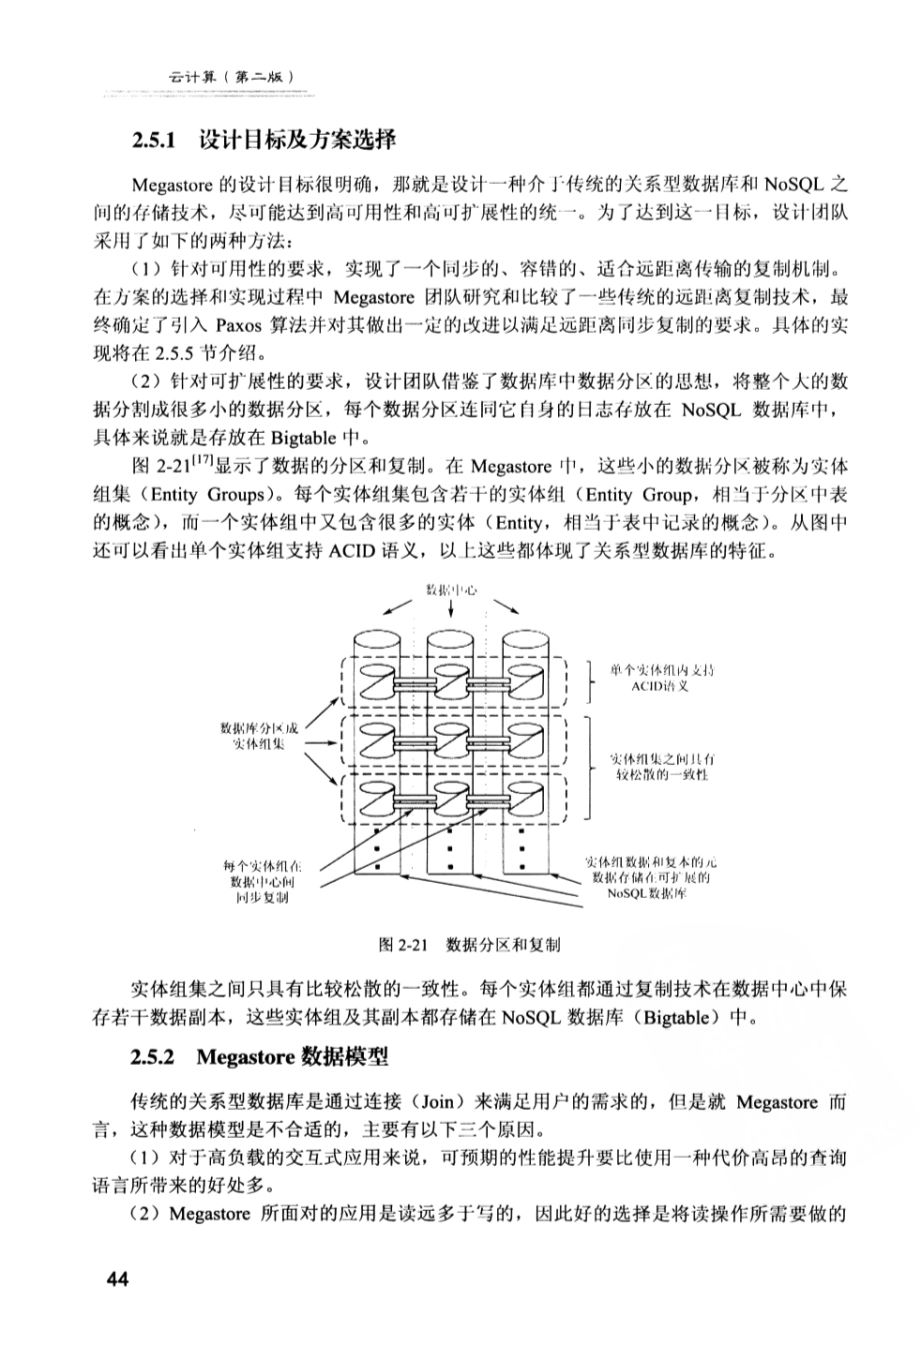 云计算（第二版）
2.5.1 设计目标及方案选择
Megastore 的设计目标很明确，那就是设计一种介于传统的关系型数据库和 NoSQL 之
间的存储技术，尽可能达到高可用性和高可扩展性的统一。为了达到这一目标，设计团队
采用了如下的两种方法：
（1）针对可用性的要求，实现了一个同步的、容错的、适合远距离传输的复制机制。
在方案的选择和实现过程中 Megastore 团队研究和比较了一些传统的远距离复制技术，最
终确定了引入 Paxos 算法并对其做出一定的改进以满足远距离同步复制的要求。具体的实
现将在 2.5.5 节介绍。
（2）针对可扩展性的要求，设计团队借鉴了数据库中数据分区的思想，将整个大的数
据分割成很多小的数据分区，每个数据分区连同它自身的日志存放在 NoSQL 数据库中，
具体来说就是存放在 Bigtable 中。
图 2-21[17]显示了数据的分区和复制。在 Megastore 中，这些小的数据分区被称为实体
组集（Entity Groups）。每个实体组集包含若干的实体组（Entity Group，相当于分区中表
的概念），而一个实体组中又包含很多的实体（Entity，相当于表中记录的概念）。从图中
还可以看出单个实体组支持 ACID 语义，以上这些都体现了关系型数据库的特征。
数据中心
单个实体组内支持
ACID语义
数据库分区成
实体组集
实体组集之间具有
较松散的一致性
每个实体组在
数据中心间
同步复制
实体组数据和复本的元
数据存储在可扩展的
NoSQL数据库
图 2-21 数据分区和复制
实体组集之间只具有比较松散的一致性。每个实体组都通过复制技术在数据中心中保
存若干数据副本，这些实体组及其副本都存储在 NoSQL 数据库（Bigtable）中。
2.5.2 Megastore 数据模型
传统的关系型数据库是通过连接（Join）来满足用户的需求的，但是就 Megastore 而
言，这种数据模型是不合适的，主要有以下三个原因。
（1）对于高负载的交互式应用来说，可预期的性能提升要比使用一种代价高昂的查询
语言所带来的好处多。
（2）Megastore 所面对的应用是读远多于写的，因此好的选择是将读操作所需要做的
44